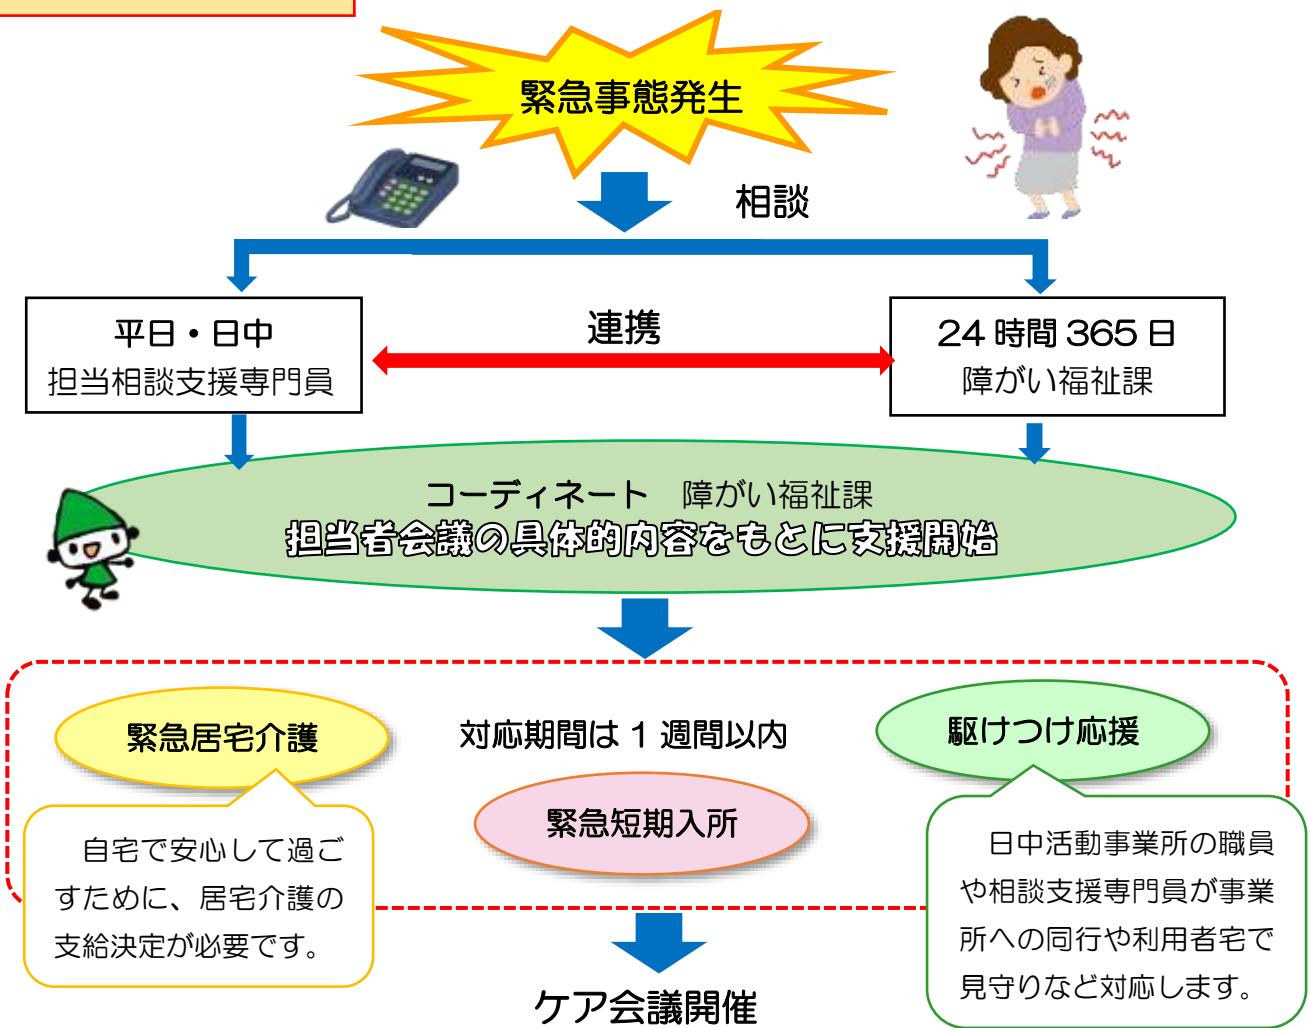 緊急事態発生
相談
平日・日中
担当相談支援専門員
連携
24時間365日
障がい福祉課
コーディネート　障がい福祉課
担当者会議の具体的内容をもとに支援開始
緊急居宅介護
対応期間は1週間以内
駆けつけ応援
緊急短期入所
自宅で安心して過ご
すために、居宅介護の
支給決定が必要です。
日中活動事業所の職員
や相談支援専門員が事業
所への同行や利用者宅で
見守りなど対応します。
ケア会議開催